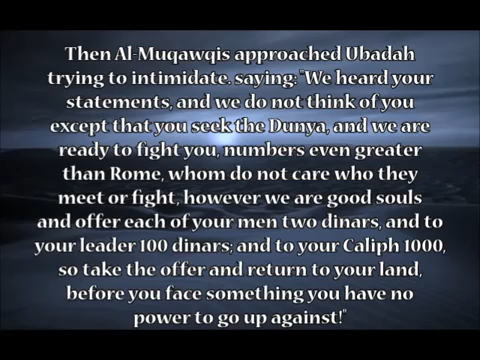 Then Al-Muqawqis approached Ubadah
trying to intimidate, saying: "We heard your
statements, and we do not think of you
except that you seek the Dunya, and we are
ready to fight you, numbers even greater
than Rome, whom do not care who they
meet or fight, however we are good souls
and offer each of your men two dinars, and to
your leader 100 dinars; and to your Caliph 1000,
so take the offer and return to your land,
before you face something you have no
power to go up against!"